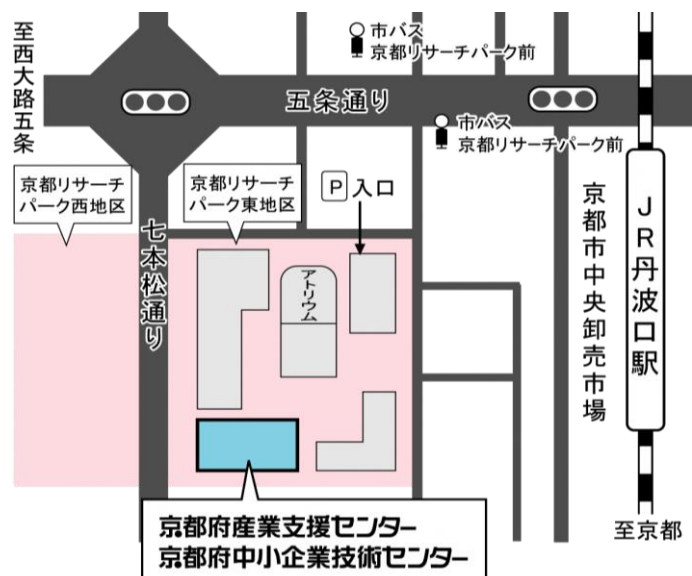 至西大路五条
市バス
京都リサーチパーク前
五条通り
市バス
京都リサーチパーク前
京都リサーチ
パーク西地区
京都リサーチ
パーク東地区
P 入口
七本松通り
アトリウム
京都市中央卸売市場
JR丹波口駅
京都府産業支援センター
京都府中小企業技術センター
至京都